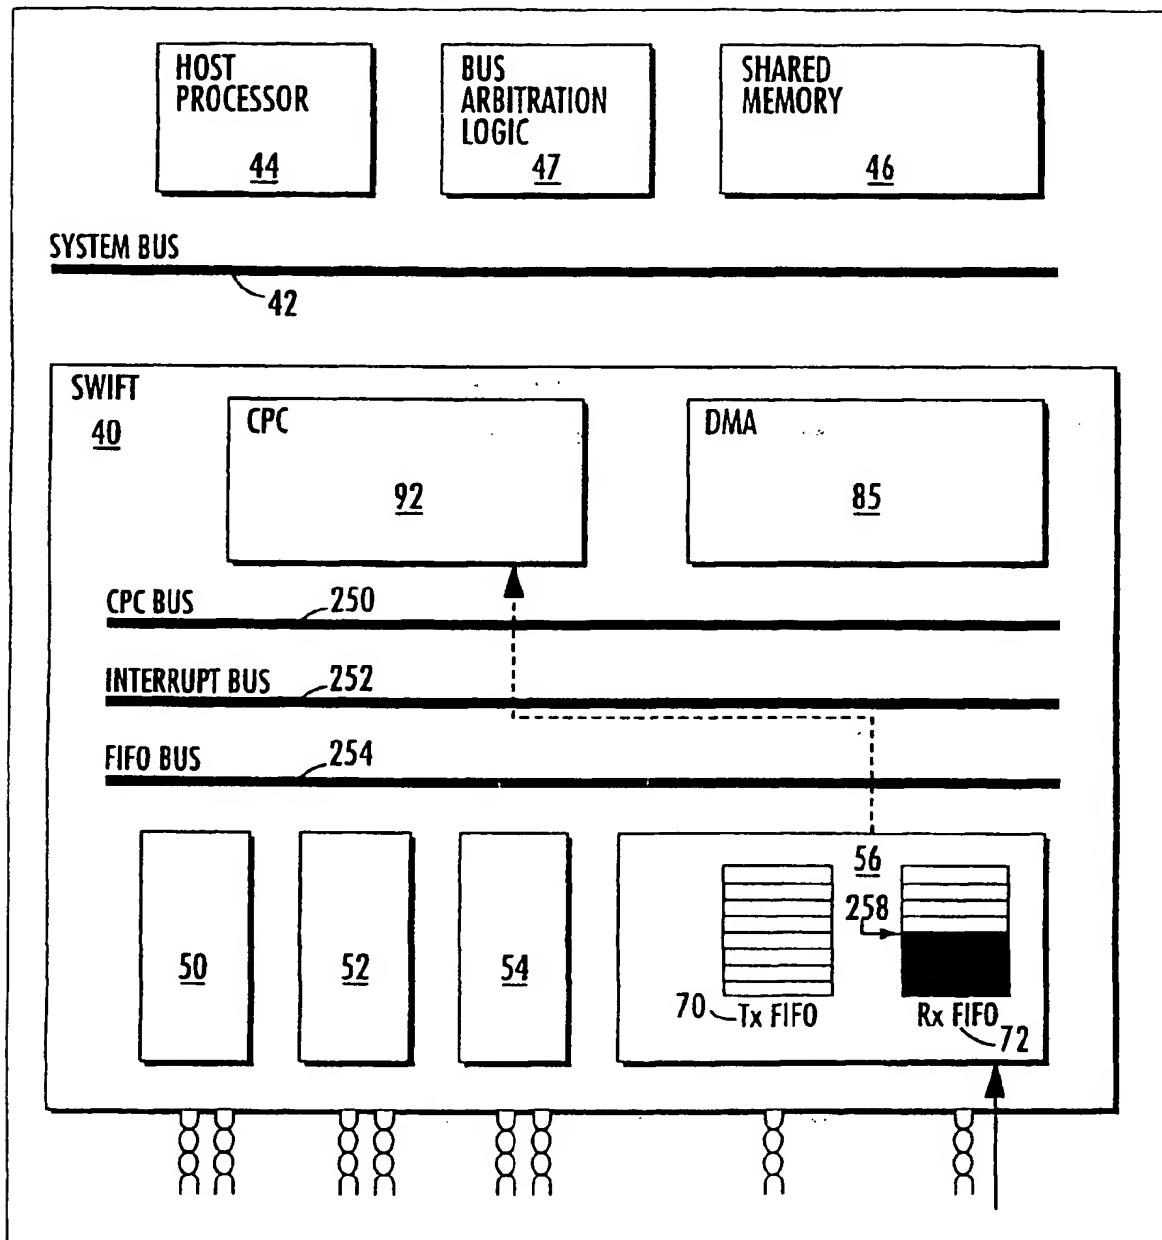 HOST
PROCESSOR
44
BUS
ARBITRATION
LOGIC
47
SHARED
MEMORY
46
SYSTEM BUS
42
SWIFT
40
CPC
92
DMA
85
CPC BUS
250
INTERRUPT BUS
252
FIFO BUS
254
50
52
54
56
258
70
Tx FIFO
Rx FIFO
72